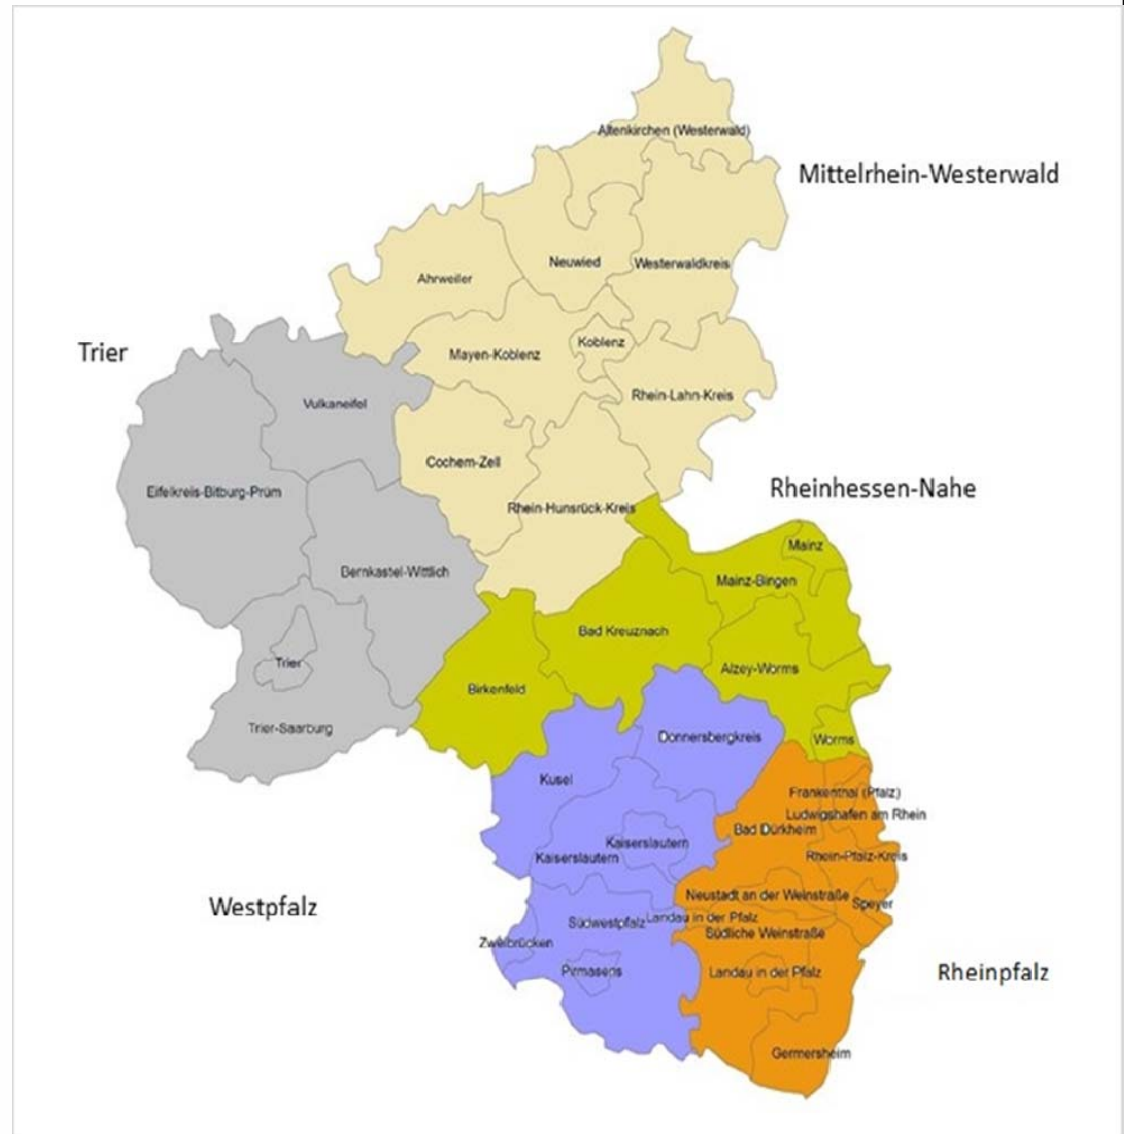 Altenkirchen (Westerwald)
Mittelrhein-Westerwald
Neuwied
Westerwaldkreis
Ahrweiler
Koblenz
Trier
Mayen-Koblenz
Rhein-Lahn-Kreis
Vulkaneifel
Cochem-Zell
Rheinhessen-Nahe
Eifelkreis-Bitburg-Prüm
Rhein-Hunsrück-Kreis
Mainz
Bernkastel-Wittlich
Mainz-Bingen
Bad Kreuznach
Trier
Alzey-Worms
Birkenfeld
Trier-Saarburg
Donnersbergkreis
Worms
Kusel
Frankenthal (Pfalz)
Ludwigshafen am Rhein
Bad Dürkheim
Kaiserslautern
Kaiserslautern
Rhein-Pfalz-Kreis
Neustadt an der Weinstraße
Speyer
Westpfalz
Landau in der Pfalz
Südwestpfalz
Südliche Weinstraße
Zweibrücken
Pirmasens
Landau in der Pfalz
Rheinpfalz
Germersheim